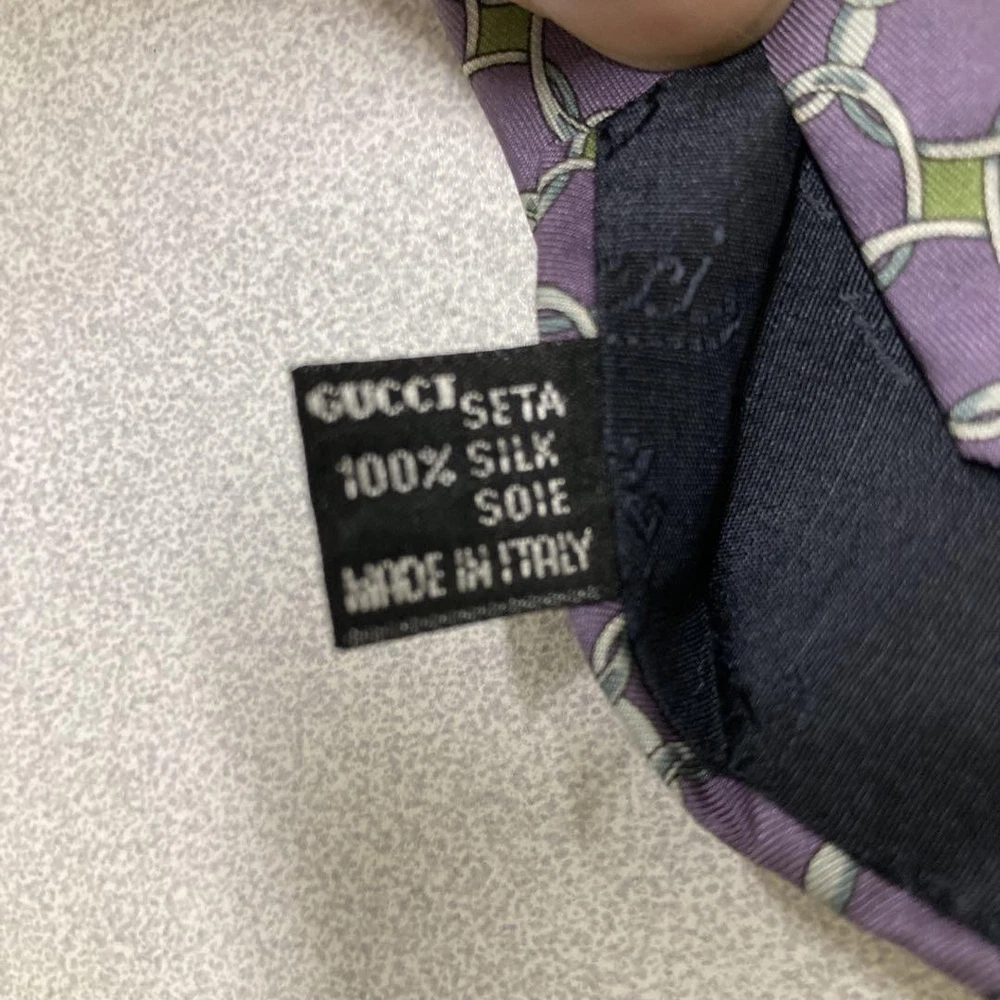 GUCCI SETA
100% SILK
SOIE
MADE IN ITALY